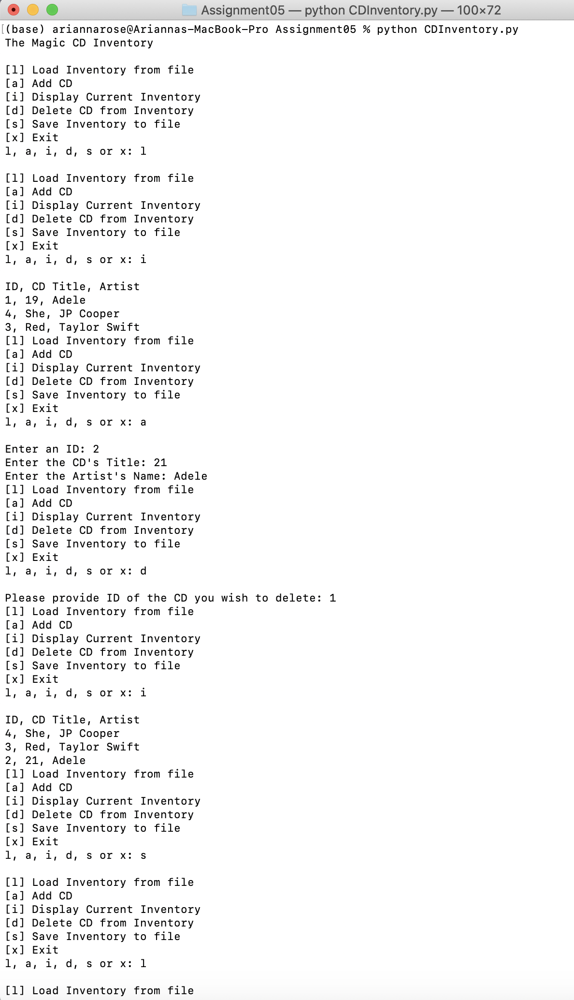 Assignment05 — python CDInventory.py — 100×72
[(base) ariannarose@Ariannas-MacBook-Pro Assignment05 % python CDInventory.py
The Magic CD Inventory

[l] Load Inventory from file
[a] Add CD
[i] Display Current Inventory
[d] Delete CD from Inventory
[s] Save Inventory to file
[x] Exit
l, a, i, d, s or x: l

[l] Load Inventory from file
[a] Add CD
[i] Display Current Inventory
[d] Delete CD from Inventory
[s] Save Inventory to file
[x] Exit
l, a, i, d, s or x: i

ID, CD Title, Artist
1, 19, Adele
4, She, JP Cooper
3, Red, Taylor Swift
[l] Load Inventory from file
[a] Add CD
[i] Display Current Inventory
[d] Delete CD from Inventory
[s] Save Inventory to file
[x] Exit
l, a, i, d, s or x: a

Enter an ID: 2
Enter the CD's Title: 21
Enter the Artist's Name: Adele
[l] Load Inventory from file
[a] Add CD
[i] Display Current Inventory
[d] Delete CD from Inventory
[s] Save Inventory to file
[x] Exit
l, a, i, d, s or x: d

Please provide ID of the CD you wish to delete: 1
[l] Load Inventory from file
[a] Add CD
[i] Display Current Inventory
[d] Delete CD from Inventory
[s] Save Inventory to file
[x] Exit
l, a, i, d, s or x: i

ID, CD Title, Artist
4, She, JP Cooper
3, Red, Taylor Swift
2, 21, Adele
[l] Load Inventory from file
[a] Add CD
[i] Display Current Inventory
[d] Delete CD from Inventory
[s] Save Inventory to file
[x] Exit
l, a, i, d, s or x: s

[l] Load Inventory from file
[a] Add CD
[i] Display Current Inventory
[d] Delete CD from Inventory
[s] Save Inventory to file
[x] Exit
l, a, i, d, s or x: l

[l] Load Inventory from file